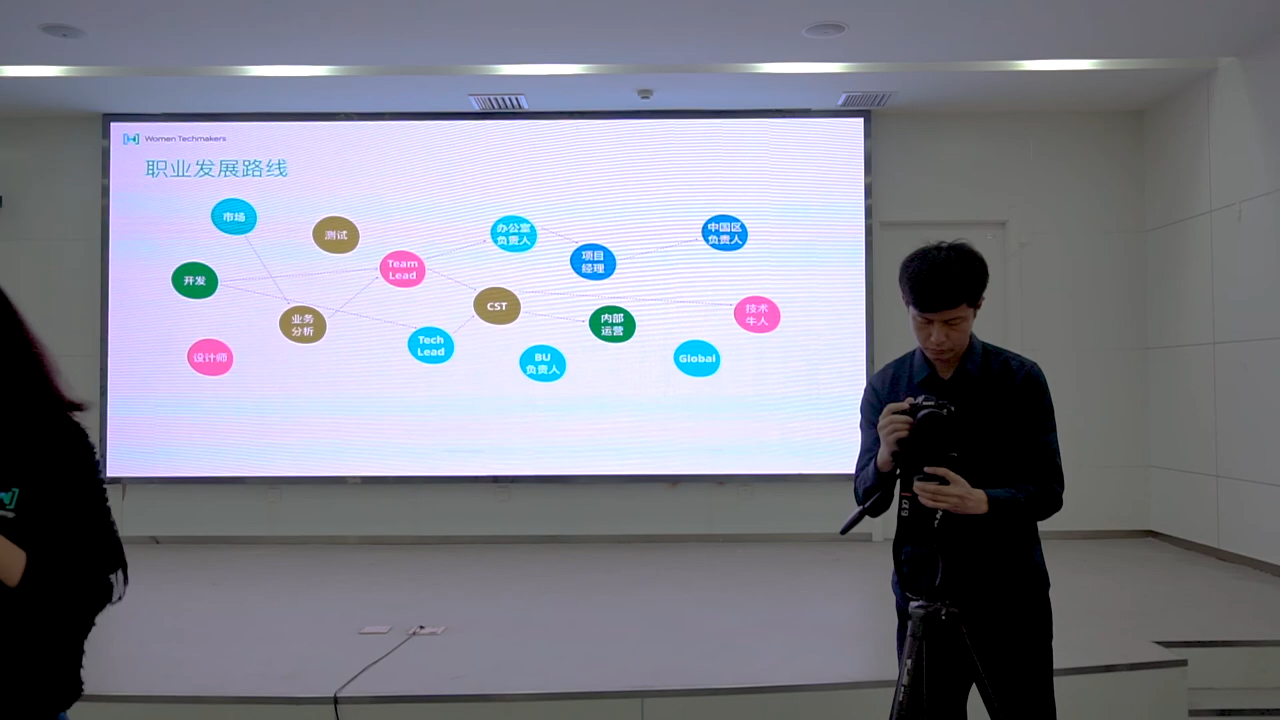 Women Techmakers
职业发展路线
市场
测试
办公室
负责人
中国区
负责人
项目
经理
Team
Lead
开发
CST
技术
牛人
业务
分析
内部
运营
Tech
Lead
设计师
BU
负责人
Global
α9